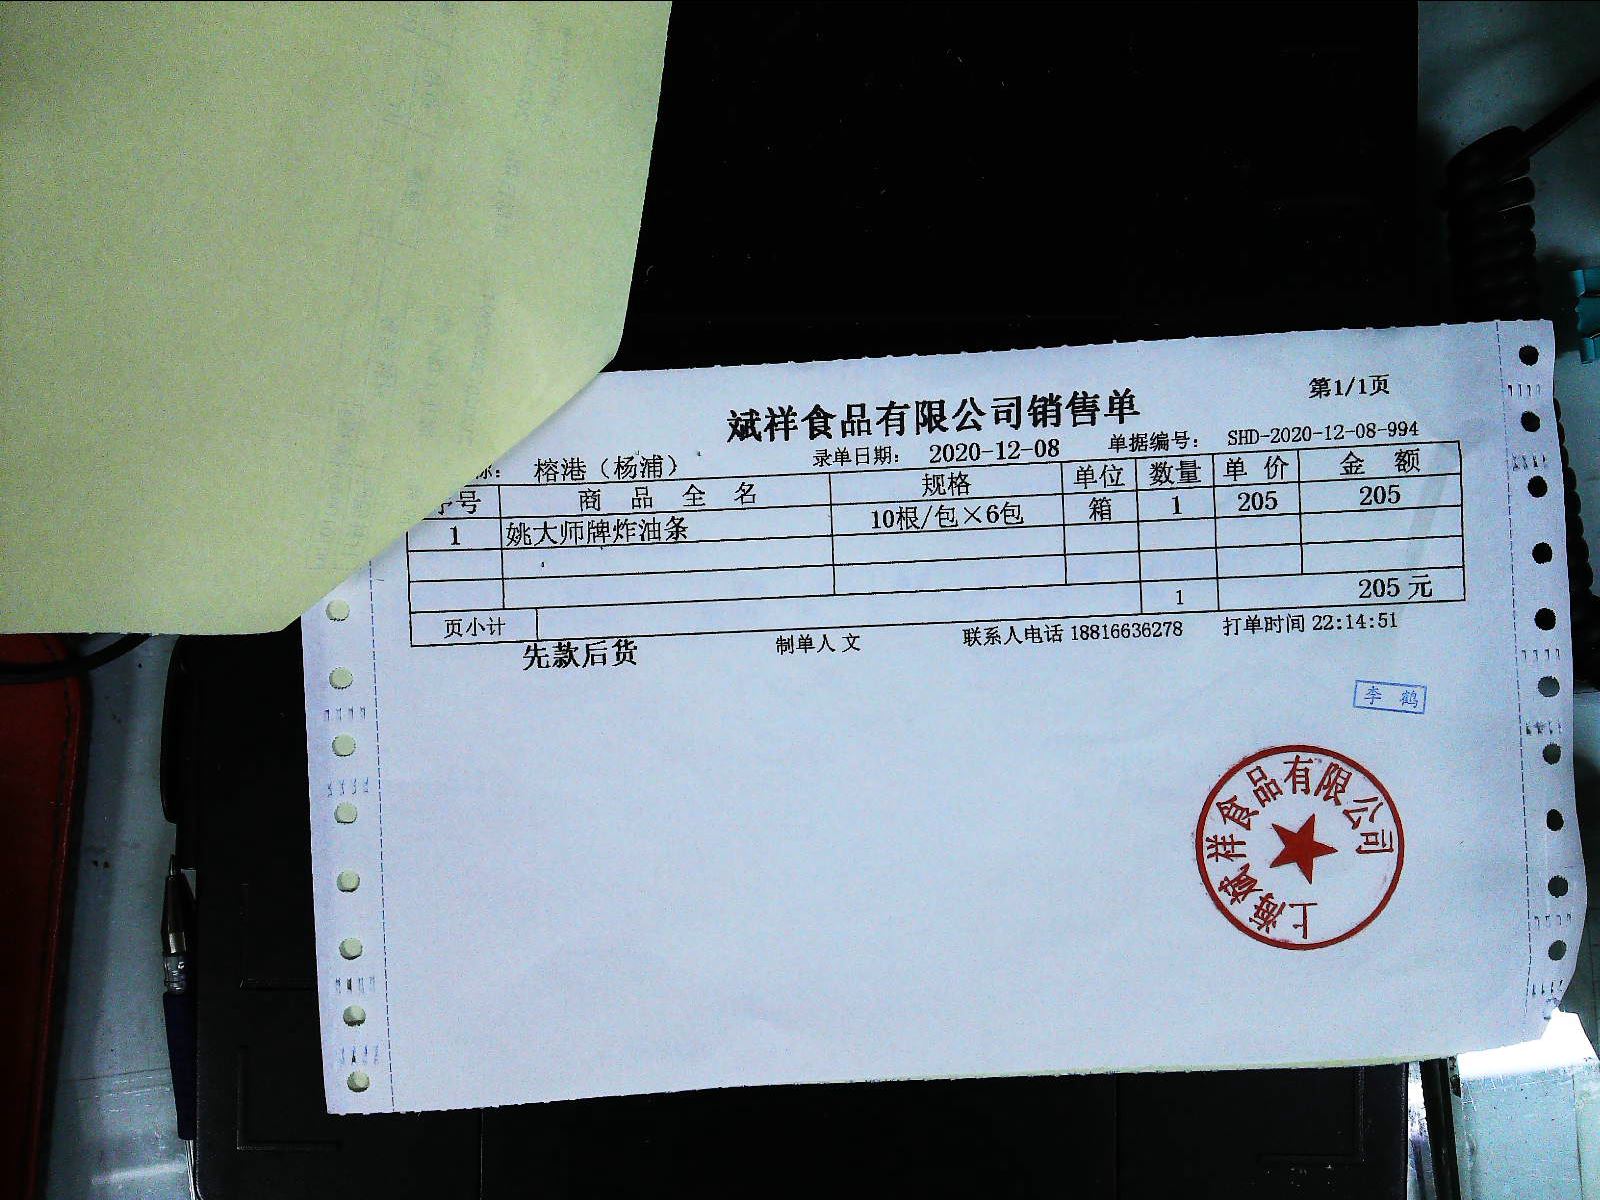 斌祥食品有限公司销售单
第1/1页
称： 榕港（杨浦） 录单日期： 2020-12-08 单据编号： SHD-2020-12-08-994
序号 商品全名 规格 单位 数量 单价 金额
1 姚大师牌炸油条 10根/包×6包 箱 1 205 205
页小计 1 205 元
先款后货 制单人 文 联系人电话 18816636278 打单时间 22:14:51
李鹤
上海斌祥食品有限公司